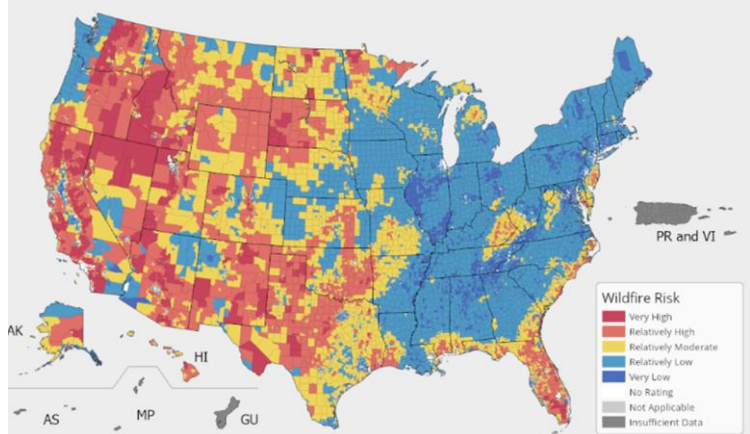 PR and VI
Wildfire Risk
Very High
Relatively High
Relatively Moderate
Relatively Low
Very Low
No Rating
Not Applicable
Insufficient Data
AK
HI
AS
MP
GU